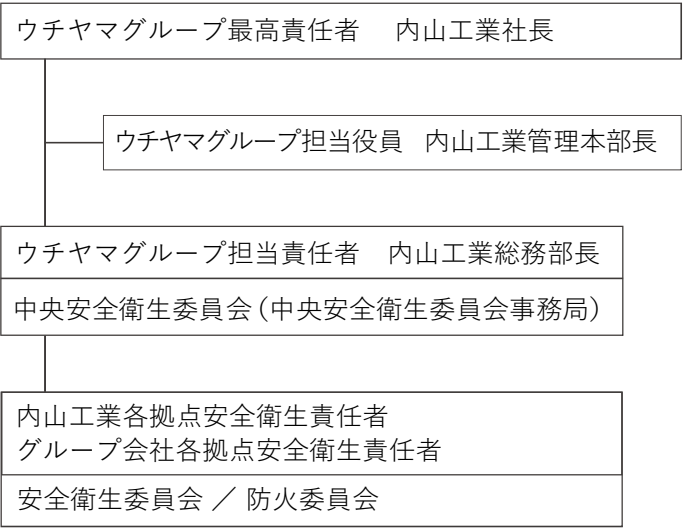 ウチヤマグループ最高責任者　内山工業社長
ウチヤマグループ担当役員　内山工業管理本部長
ウチヤマグループ担当責任者　内山工業総務部長
中央安全衛生委員会（中央安全衛生委員会事務局）
内山工業各拠点安全衛生責任者
グループ会社各拠点安全衛生責任者
安全衛生委員会 ／ 防火委員会